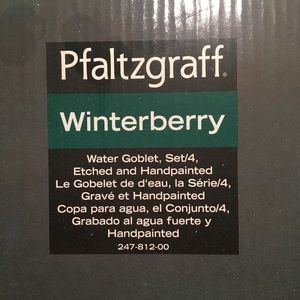 Pfaltzgraff®
Winterberry
Water Goblet, Set/4,
Etched and Handpainted
Le Gobelet de d'eau, la Série/4,
Gravé et Handpainted
Copa para agua, el Conjunto/4,
Grabado al agua fuerte y
Handpainted
247-812-00